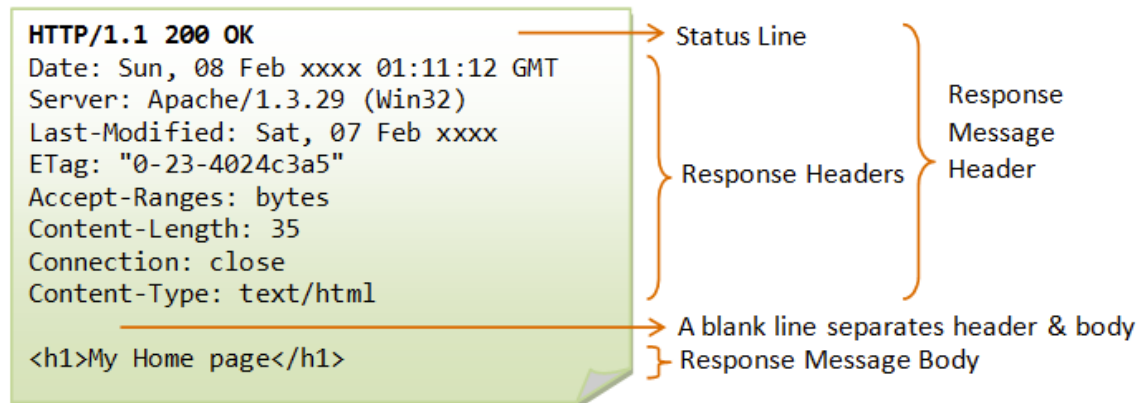 HTTP/1.1 200 OK
Date: Sun, 08 Feb xxxx 01:11:12 GMT
Server: Apache/1.3.29 (Win32)
Last-Modified: Sat, 07 Feb xxxx
ETag: "0-23-4024c3a5"
Accept-Ranges: bytes
Content-Length: 35
Connection: close
Content-Type: text/html
<h1>My Home page</h1>
Status Line
Response Headers
Response
Message
Header
A blank line separates header & body
Response Message Body